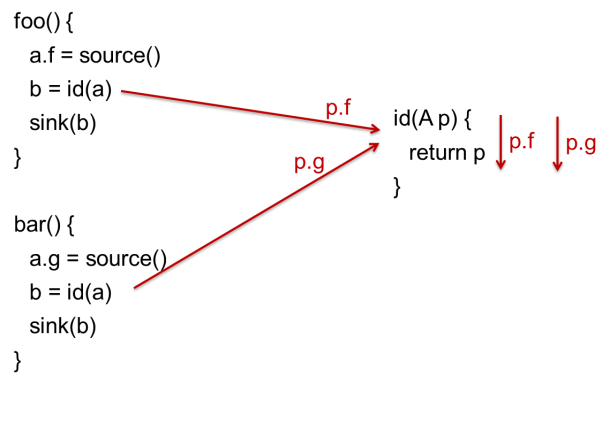 foo() {
a.f = source()
b = id(a)
sink(b)
}
p.f
p.g
id(A p) {
return p
}
p.f
p.g
bar() {
a.g = source()
b = id(a)
sink(b)
}